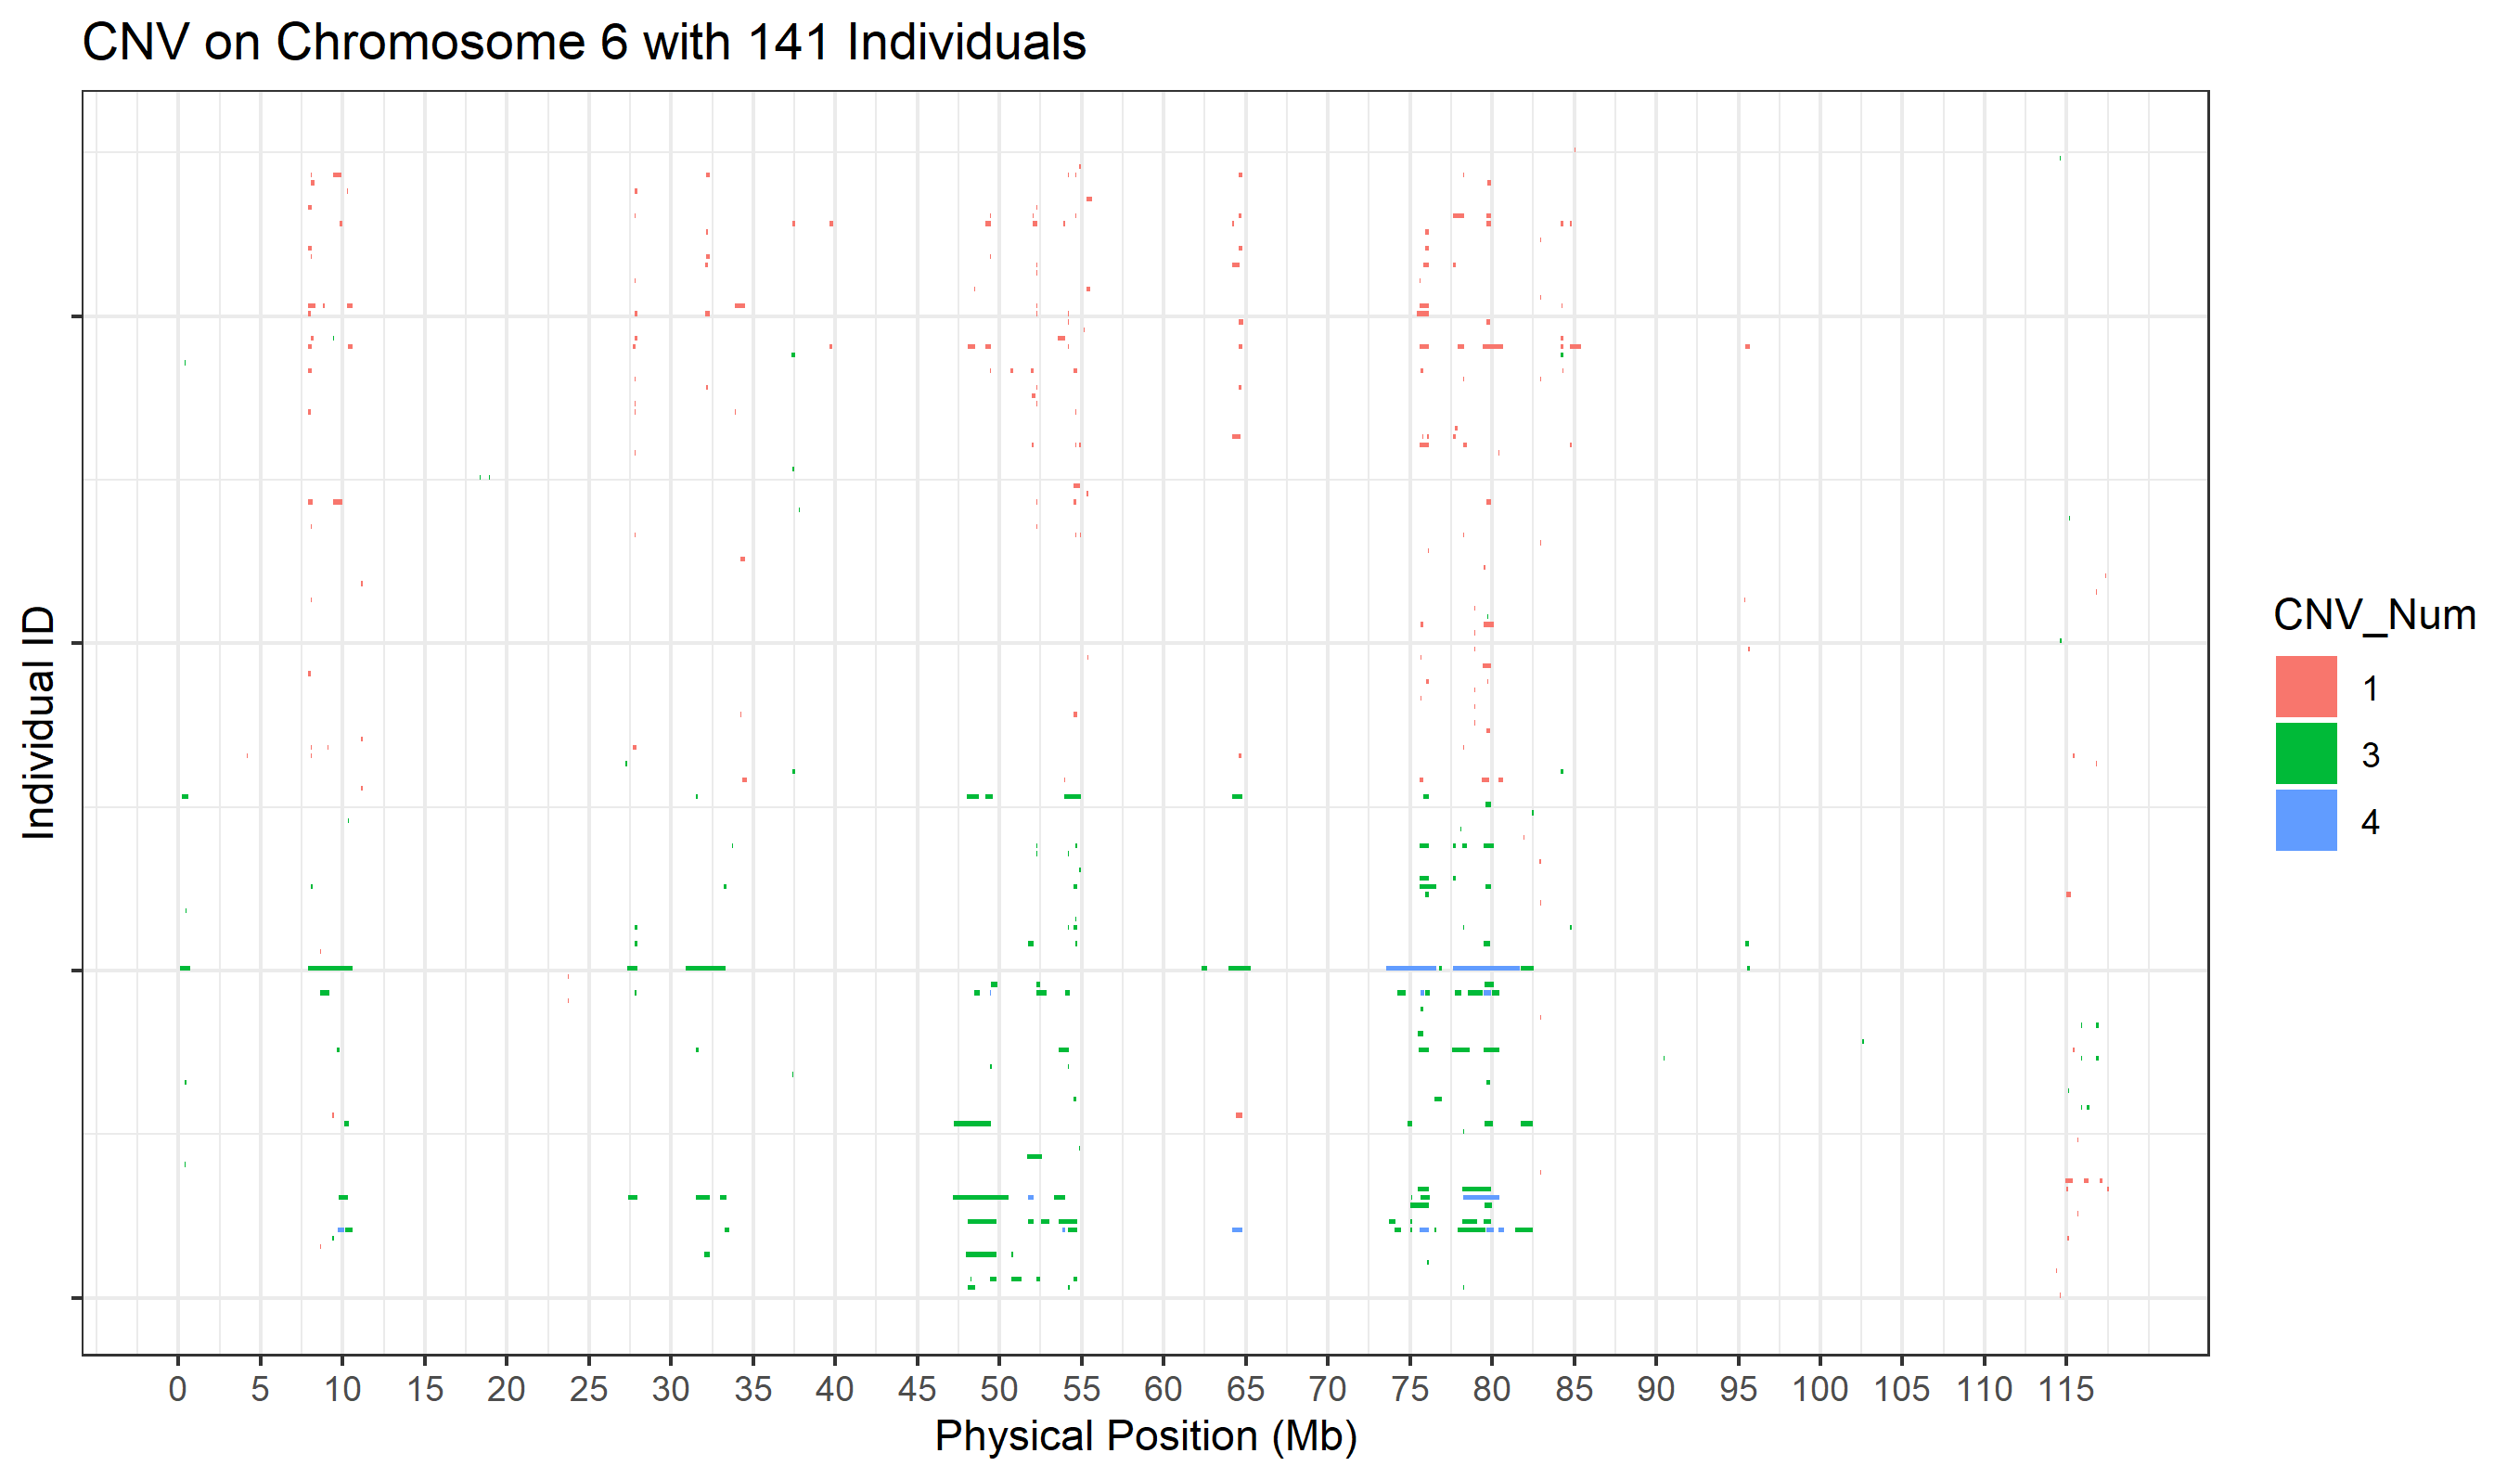 CNV on Chromosome 6 with 141 Individuals
Individual ID
CNV_Num
1
3
4
0 5 10 15 20 25 30 35 40 45 50 55 60 65 70 75 80 85 90 95 100 105 110 115
Physical Position (Mb)